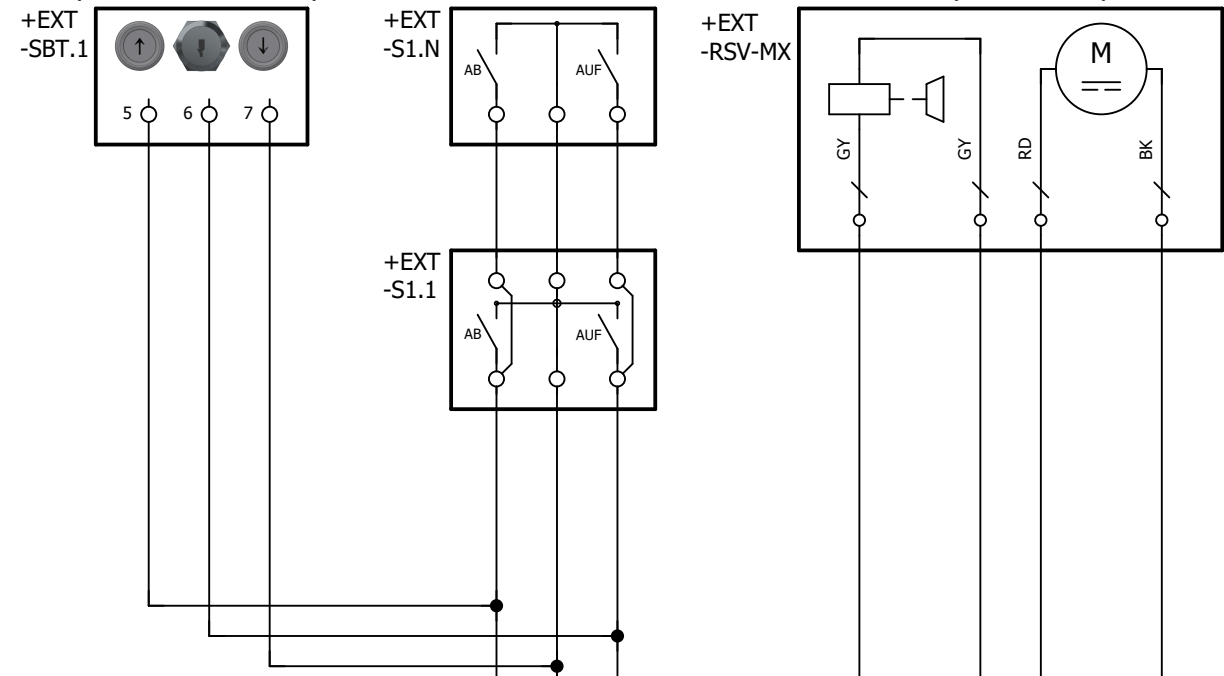 +EXT
-SBT.1
↑
↓
5
6
7
+EXT
-S1.N
AB
AUF
+EXT
-S1.1
AB
AUF
+EXT
-RSV-MX
M
GY
GY
RD
BK